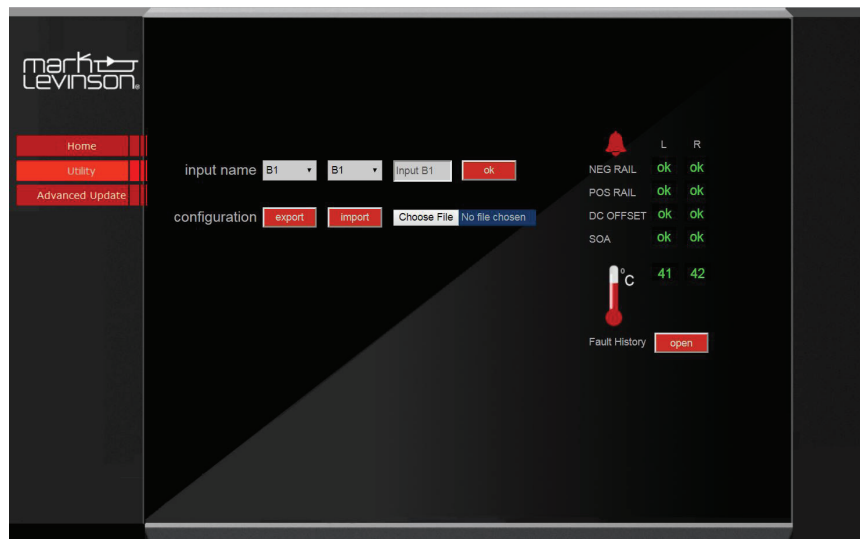 mark
Levinson®
Home
Utility
Advanced Update
input name B1 B1 Input B1 ok
configuration export import Choose File No file chosen
L R
NEG RAIL ok ok
POS RAIL ok ok
DC OFFSET ok ok
SOA ok ok
°C 41 42
Fault History open